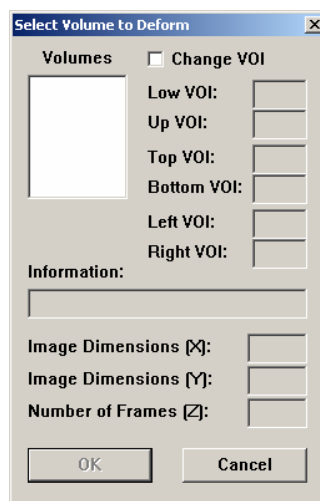 Select Volume to Deform
Volumes
Change VOI
Low VOI:
Up VOI:
Top VOI:
Bottom VOI:
Left VOI:
Right VOI:
Information:
Image Dimensions (X):
Image Dimensions (Y):
Number of Frames (Z):
OK Cancel